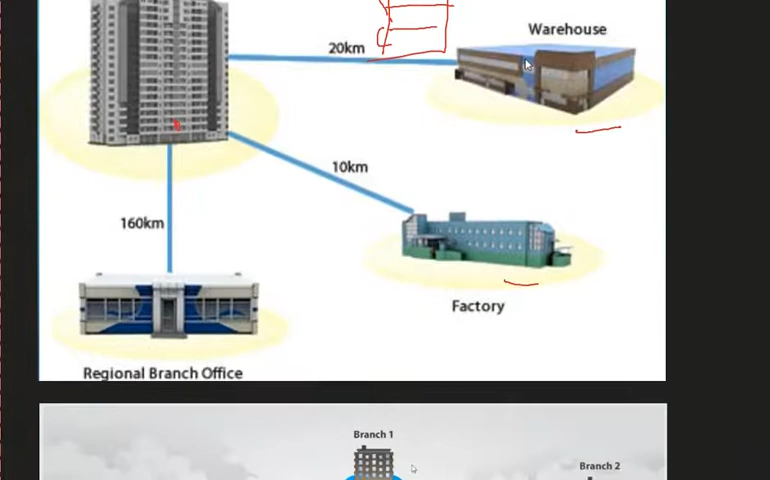 Warehouse
20km
10km
160km
Factory
Regional Branch Office
Branch 1
Branch 2